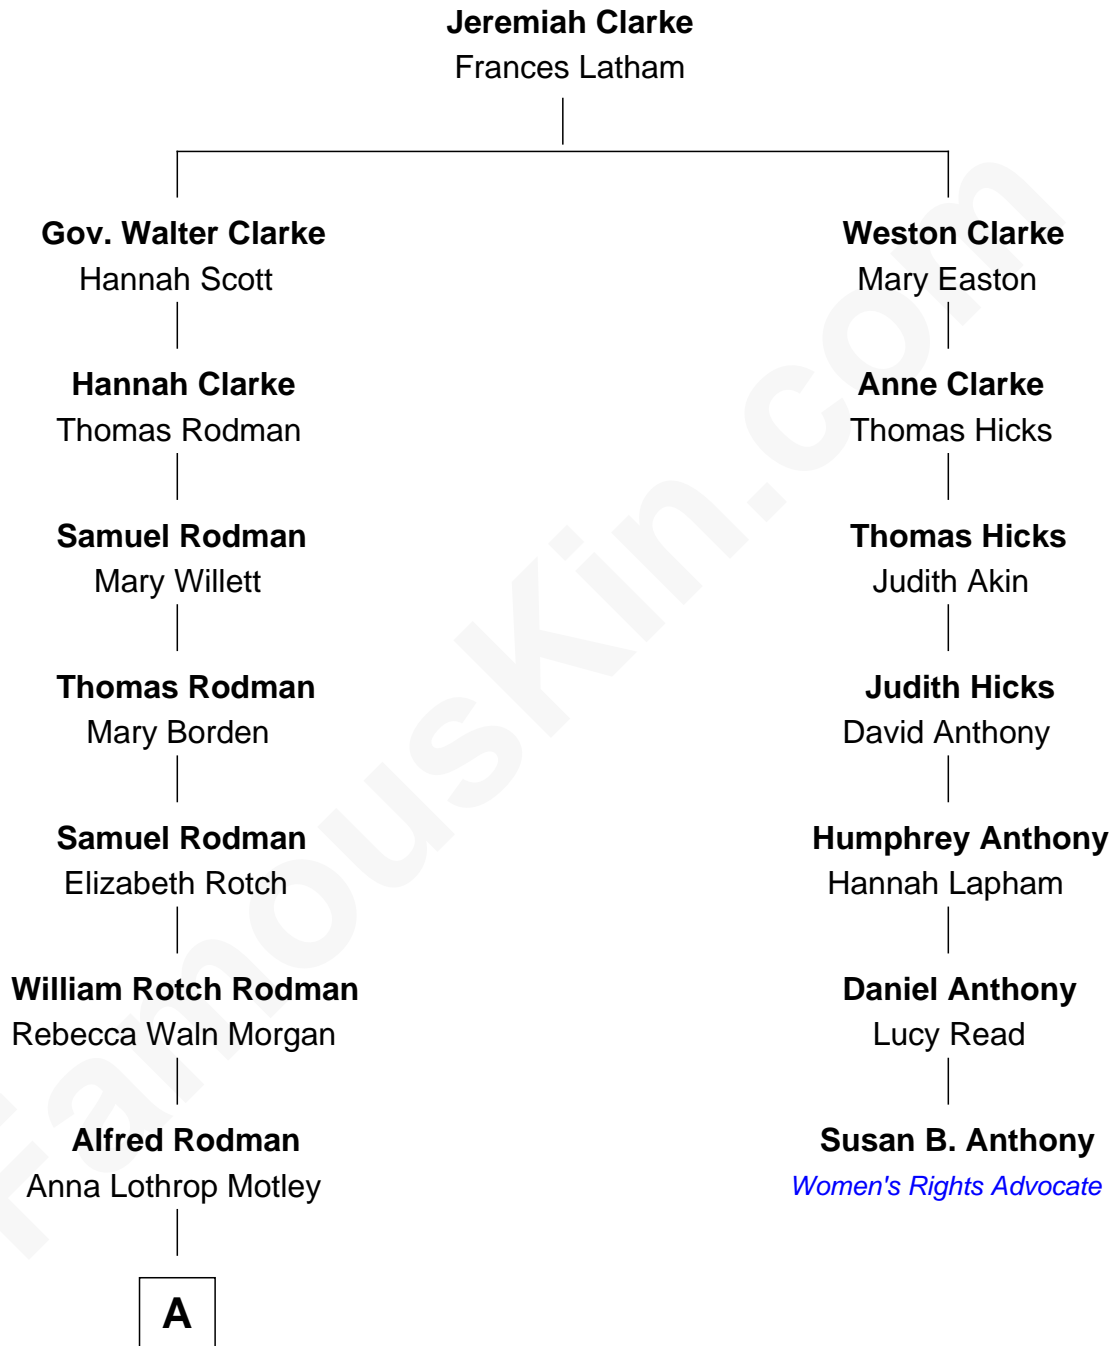 Jeremiah Clarke
Frances Latham
Gov. Walter Clarke
Hannah Scott
Weston Clarke
Mary Easton
Hannah Clarke
Thomas Rodman
Anne Clarke
Thomas Hicks
Samuel Rodman
Mary Willett
Thomas Hicks
Judith Akin
Thomas Rodman
Mary Borden
Judith Hicks
David Anthony
Samuel Rodman
Elizabeth Rotch
Humphrey Anthony
Hannah Lapham
William Rotch Rodman
Rebecca Waln Morgan
Daniel Anthony
Lucy Read
Alfred Rodman
Anna Lothrop Motley
Susan B. Anthony
Women's Rights Advocate
A
FamousKin.com